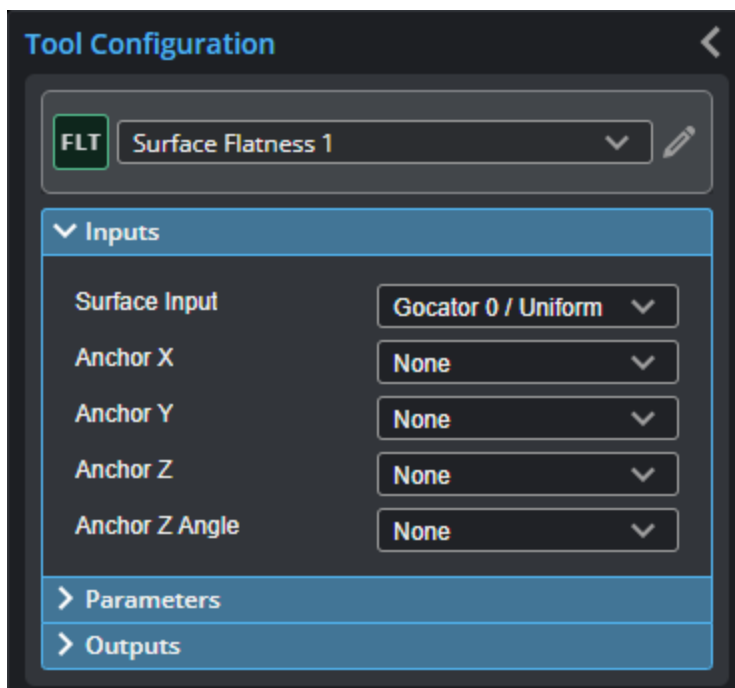 Tool Configuration
FLT Surface Flatness 1
Inputs
Surface Input Gocator 0 / Uniform
Anchor X None
Anchor Y None
Anchor Z None
Anchor Z Angle None
Parameters
Outputs